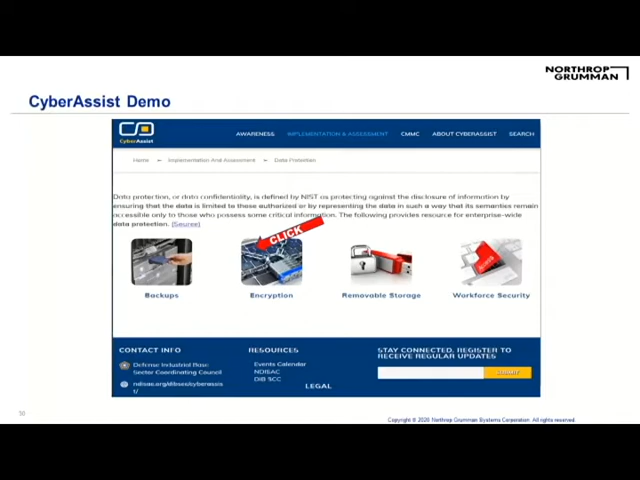 NORTHROP
GRUMMAN
CyberAssist Demo
CyberAssist
AWARENESS IMPLEMENTATION & ASSESSMENT CMMC ABOUT CYBERASSIST SEARCH
Home Implementation And Assessment Data Protection
Data protection, or data confidentiality, is defined by NIST as protecting against the disclosure of information by
ensuring that the data is limited to those authorized or by representing the data in such a way that its semantics remain
accessible only to those who possess some critical information. The following provides resource for enterprise-wide
data protection. (Source)
CLICK
Backups Encryption Removable Storage Workforce Security
CONTACT INFO RESOURCES STAY CONNECTED. REGISTER TO
RECEIVE REGULAR UPDATES
Defense Industrial Base
Sector Coordinating Council
ndisac.org/dibscc/cyberassis
t/
Events Calendar
NDISAC
DIB SCC
LEGAL
SUBMIT
50
Copyright © 2020 Northrop Grumman Systems Corporation. All rights reserved.